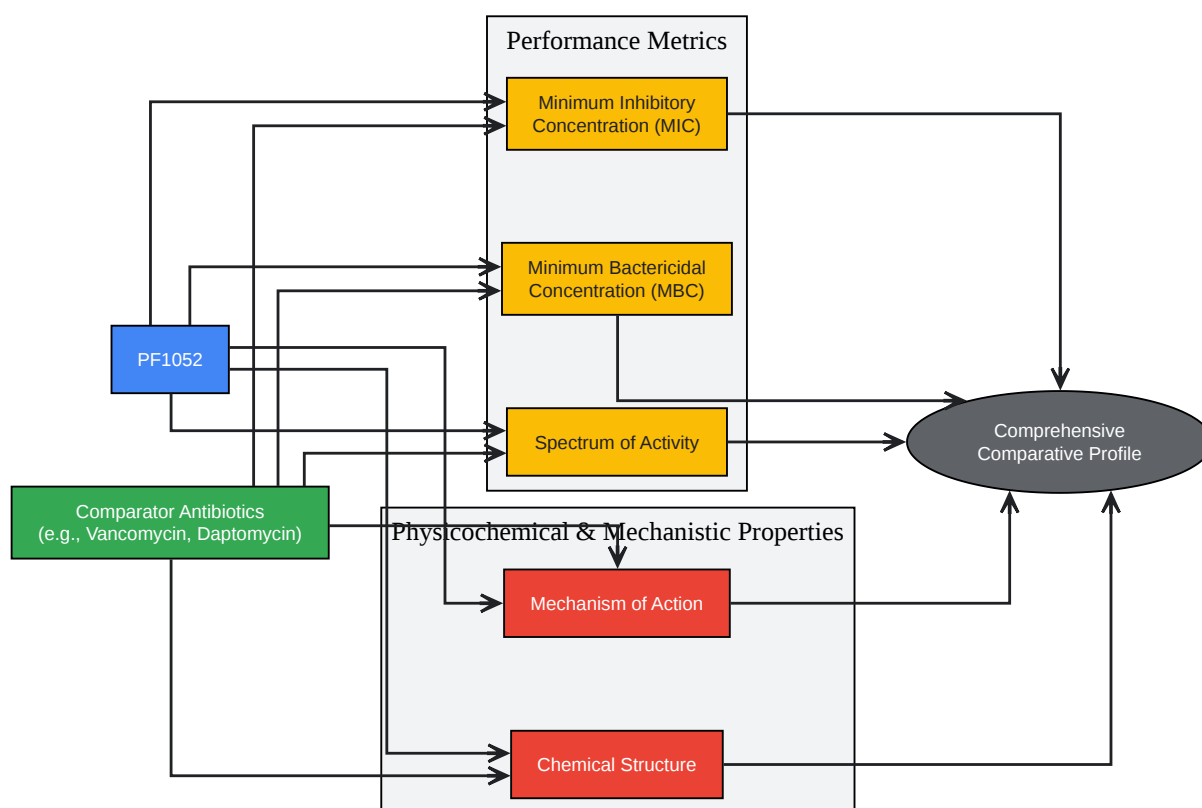 Performance Metrics
Minimum Inhibitory
Concentration (MIC)
Minimum Bactericidal
Concentration (MBC)
PF1052
Spectrum of Activity
Comprehensive
Comparative Profile
Comparator Antibiotics
(e.g., Vancomycin, Daptomycin)
Physicochemical & Mechanistic Properties
Mechanism of Action
Chemical Structure